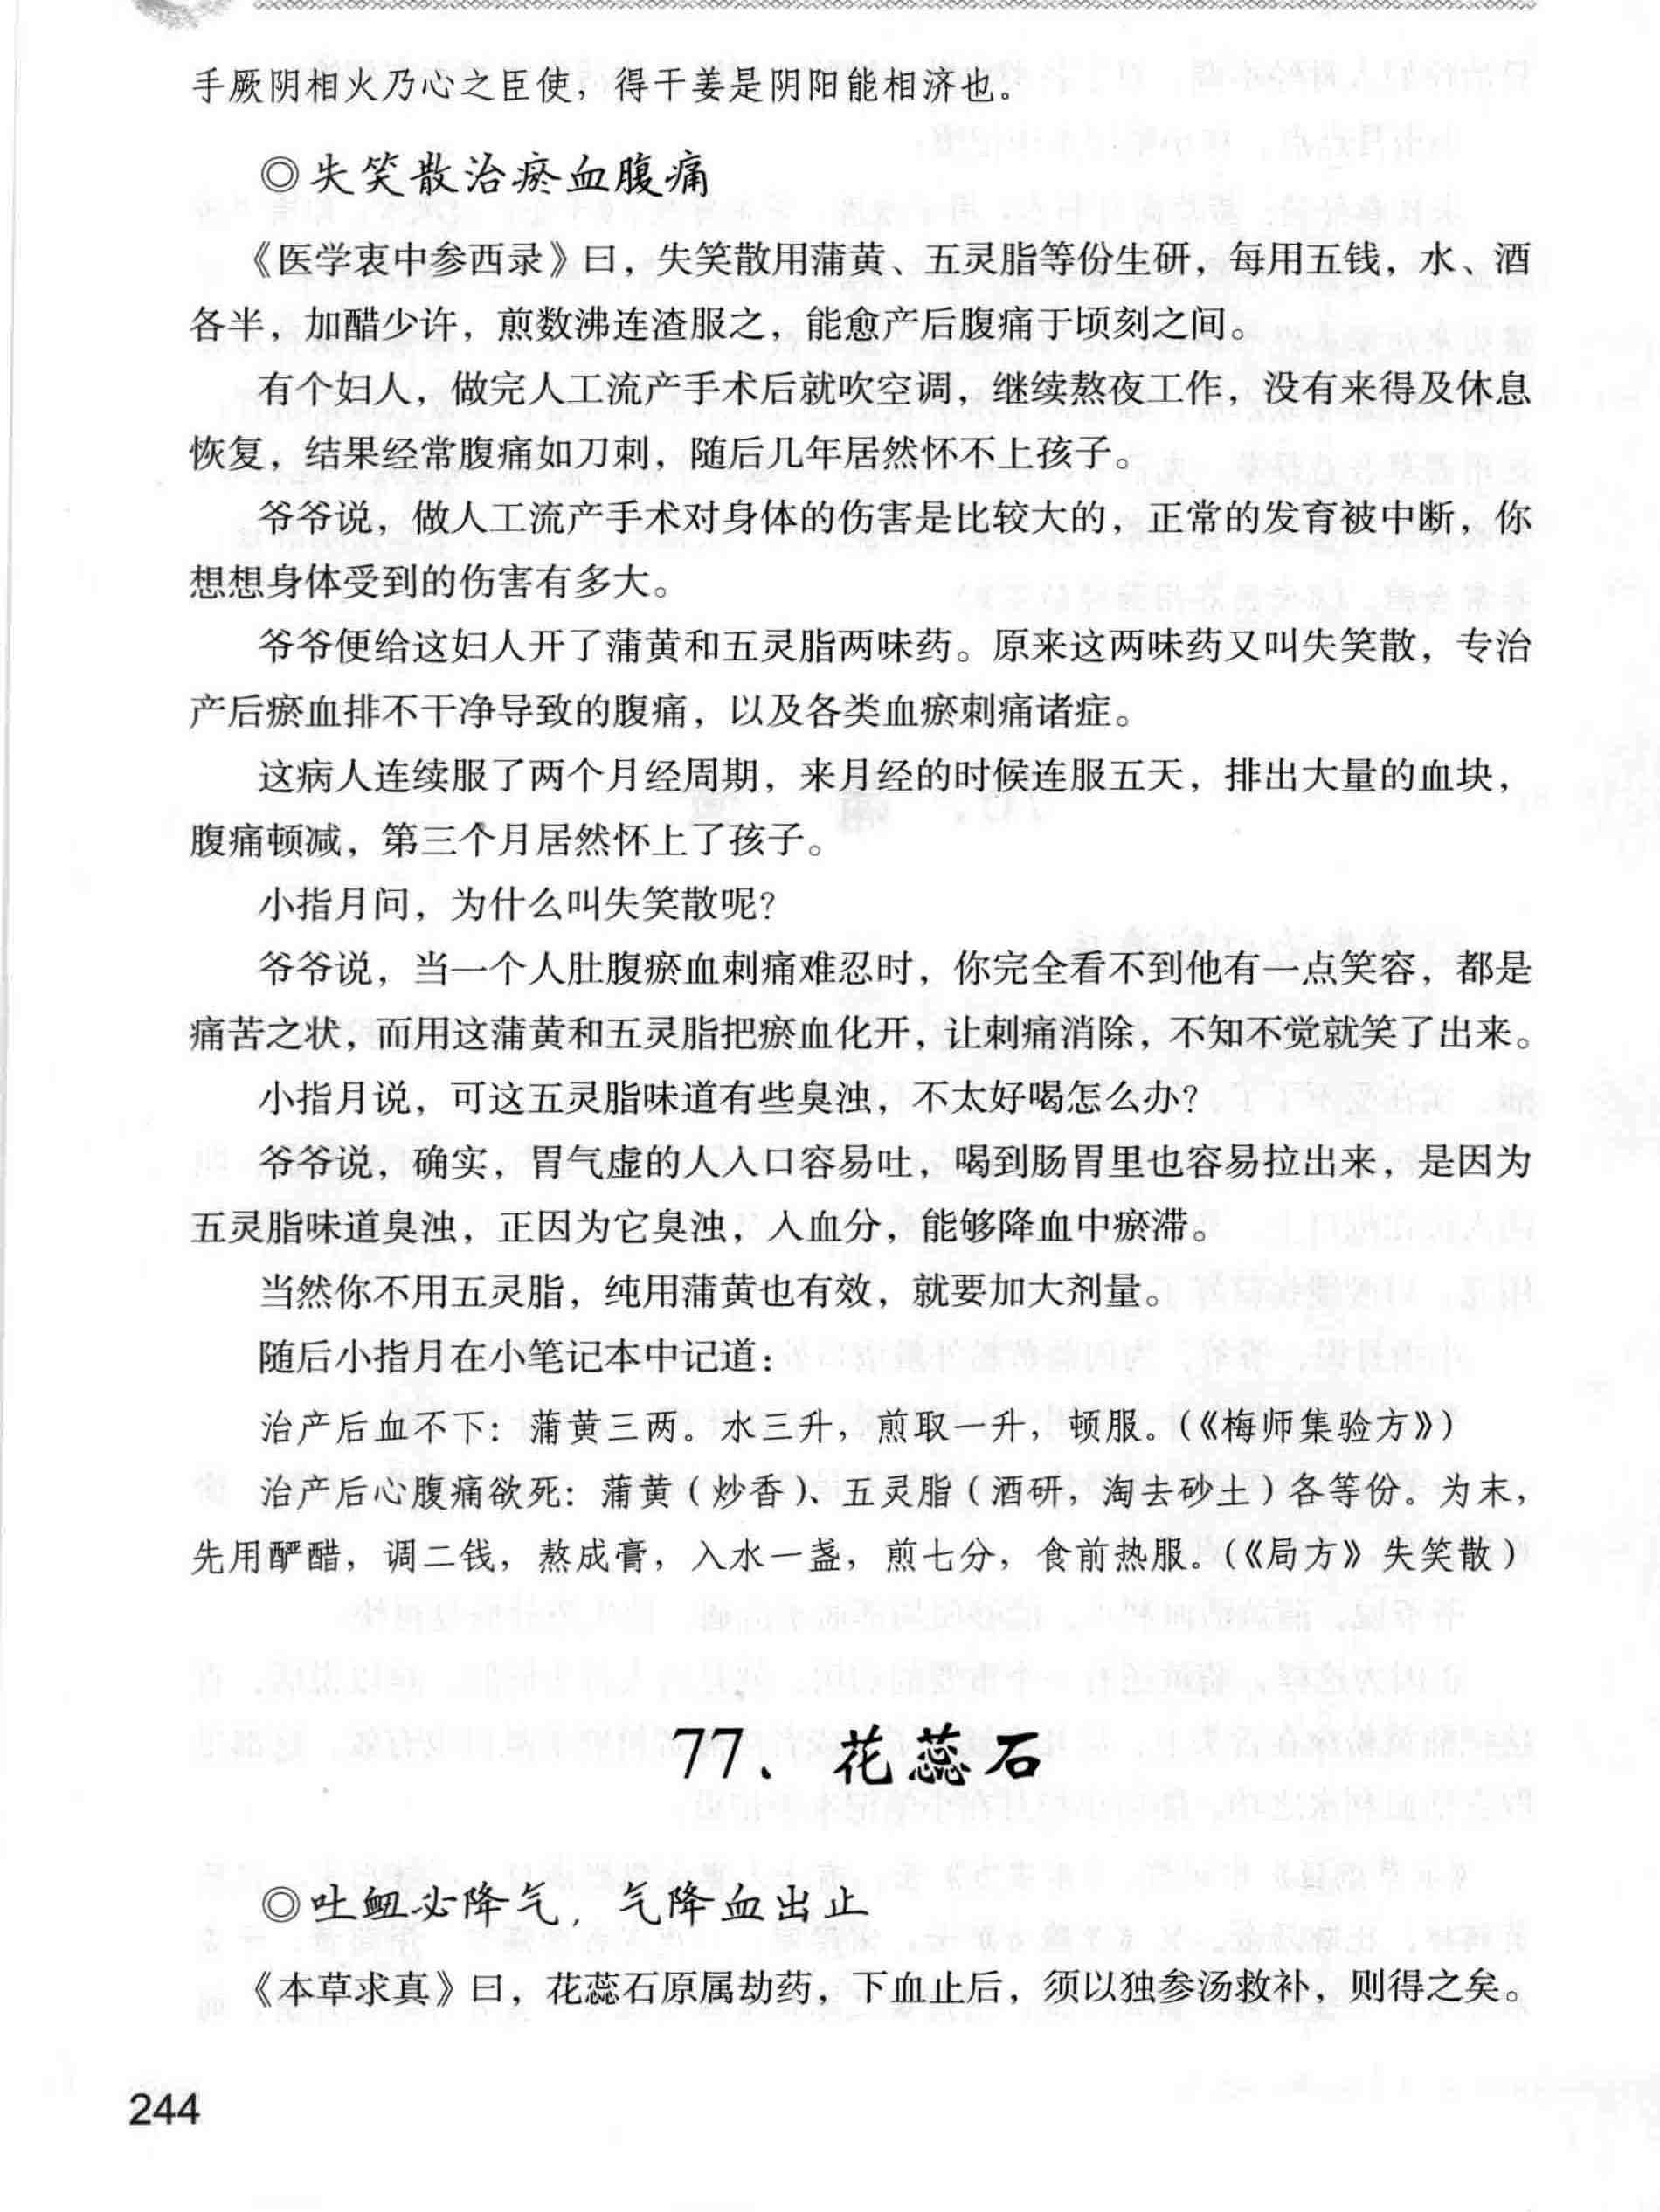 手厥阴相火乃心之臣使，得干姜是阴阳能相济也。
◎失笑散治瘀血腹痛
《医学衷中参西录》曰，失笑散用蒲黄、五灵脂等份生研，每用五钱，水、酒
各半，加醋少许，煎数沸连渣服之，能愈产后腹痛于顷刻之间。
有个妇人，做完人工流产手术后就吹空调，继续熬夜工作，没有来得及休息
恢复，结果经常腹痛如刀刺，随后几年居然怀不上孩子。
爷爷说，做人工流产手术对身体的伤害是比较大的，正常的发育被中断，你
想想身体受到的伤害有多大。
爷爷便给这妇人开了蒲黄和五灵脂两味药。原来这两味药又叫失笑散，专治
产后瘀血排不干净导致的腹痛，以及各类血瘀刺痛诸症。
这病人连续服了两个月经周期，来月经的时候连服五天，排出大量的血块，
腹痛顿减，第三个月居然怀上了孩子。
小指月问，为什么叫失笑散呢?
爷爷说，当一个人肚腹瘀血刺痛难忍时，你完全看不到他有一点笑容，都是
痛苦之状，而用这蒲黄和五灵脂把瘀血化开，让刺痛消除，不知不觉就笑了出来。
小指月说，可这五灵脂味道有些臭浊，不太好喝怎么办?
爷爷说，确实，胃气虚的人入口容易吐，喝到肠胃里也容易拉出来，是因为
五灵脂味道臭浊，正因为它臭浊，入血分，能够降血中瘀滞。
当然你不用五灵脂，纯用蒲黄也有效，就要加大剂量。
随后小指月在小笔记本中记道：
治产后血不下：蒲黄三两。水三升，煎取一升，顿服。（《梅师集验方》）
治产后心腹痛欲死：蒲黄（炒香）、五灵脂（酒研，淘去砂土）各等份。为末，
先用酽醋，调二钱，熬成膏，入水一盏，煎七分，食前热服。（《局方》失笑散）
77、花蕊石
◎吐衄必降气，气降血出止
《本草求真》曰，花蕊石原属劫药，下血止后，须以独参汤救补，则得之矣。
244